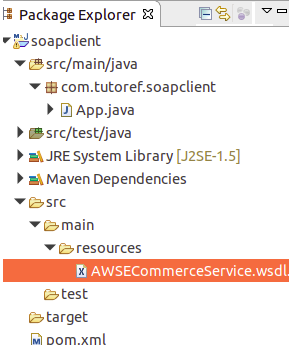 Package Explorer
soapclient
src/main/java
com.tutoref.soapclient
App.java
src/test/java
JRE System Library [J2SE-1.5]
Maven Dependencies
src
main
resources
AWSECommerceService.wsdl
test
target
pom.xml